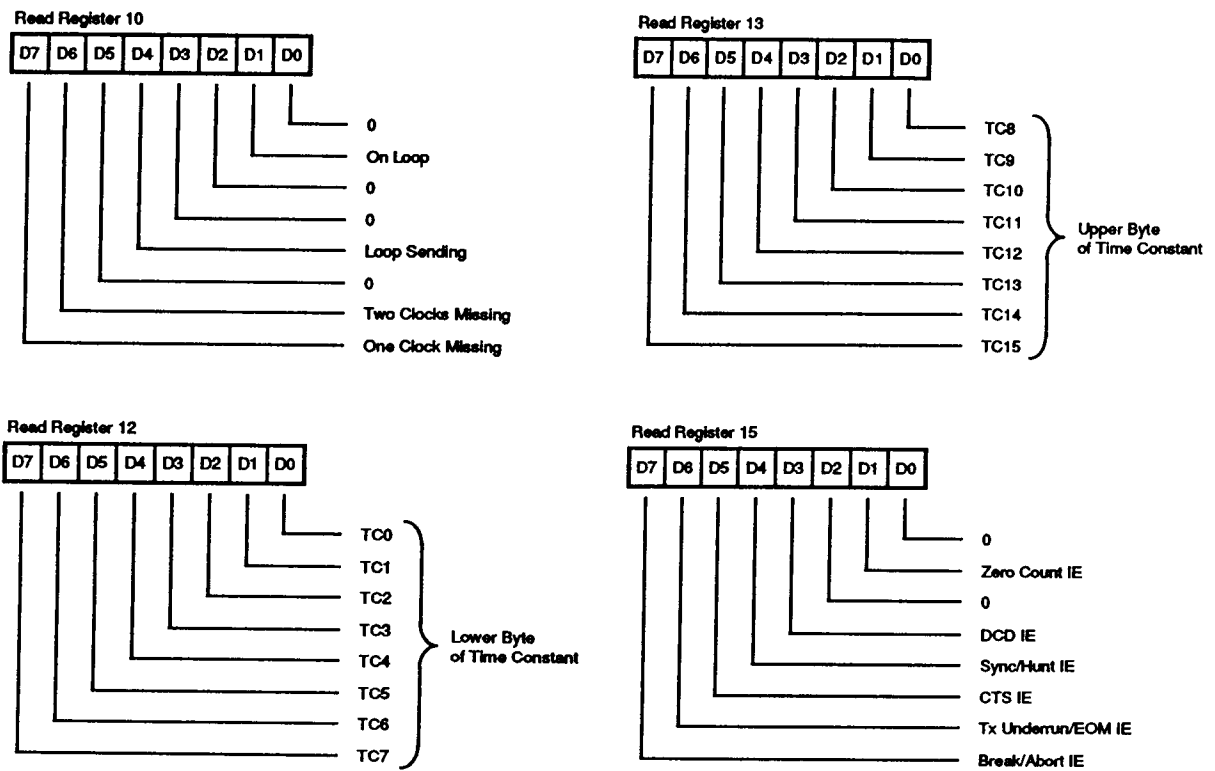 Read Register 10
D7 D6 D5 D4 D3 D2 D1 D0
0
On Loop
0
0
Loop Sending
0
Two Clocks Missing
One Clock Missing
Read Register 13
D7 D6 D5 D4 D3 D2 D1 D0
TC8
TC9
TC10
TC11
TC12
TC13
TC14
TC15
Upper Byte
of Time Constant
Read Register 12
D7 D6 D5 D4 D3 D2 D1 D0
TC0
TC1
TC2
TC3
TC4
TC5
TC6
TC7
Lower Byte
of Time Constant
Read Register 15
D7 D6 D5 D4 D3 D2 D1 D0
0
Zero Count IE
0
DCD IE
Sync/Hunt IE
CTS IE
Tx Underrun/EOM IE
Break/Abort IE